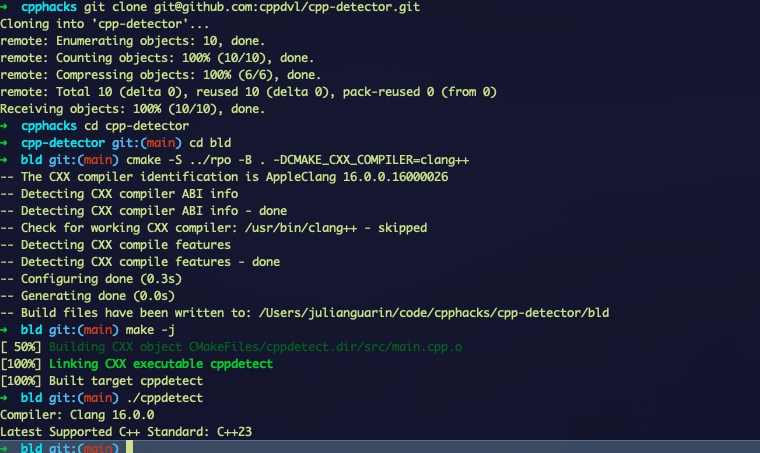 ➜  cpphacks git clone git@github.com:cppdvl/cpp-detector.git
Cloning into 'cpp-detector'...
remote: Enumerating objects: 10, done.
remote: Counting objects: 100% (10/10), done.
remote: Compressing objects: 100% (6/6), done.
remote: Total 10 (delta 0), reused 10 (delta 0), pack-reused 0 (from 0)
Receiving objects: 100% (10/10), done.
➜  cpphacks cd cpp-detector
➜  cpp-detector git:(main) cd bld
➜  bld git:(main) cmake -S ../rpo -B . -DCMAKE_CXX_COMPILER=clang++
-- The CXX compiler identification is AppleClang 16.0.0.16000026
-- Detecting CXX compiler ABI info
-- Detecting CXX compiler ABI info - done
-- Check for working CXX compiler: /usr/bin/clang++ - skipped
-- Detecting CXX compile features
-- Detecting CXX compile features - done
-- Configuring done (0.3s)
-- Generating done (0.0s)
-- Build files have been written to: /Users/julianguarin/code/cpphacks/cpp-detector/bld
➜  bld git:(main) make -j
[ 50%] Building CXX object CMakeFiles/cppdetect.dir/src/main.cpp.o
[100%] Linking CXX executable cppdetect
[100%] Built target cppdetect
➜  bld git:(main) ./cppdetect
Compiler: Clang 16.0.0
Latest Supported C++ Standard: C++23
➜  bld git:(main)